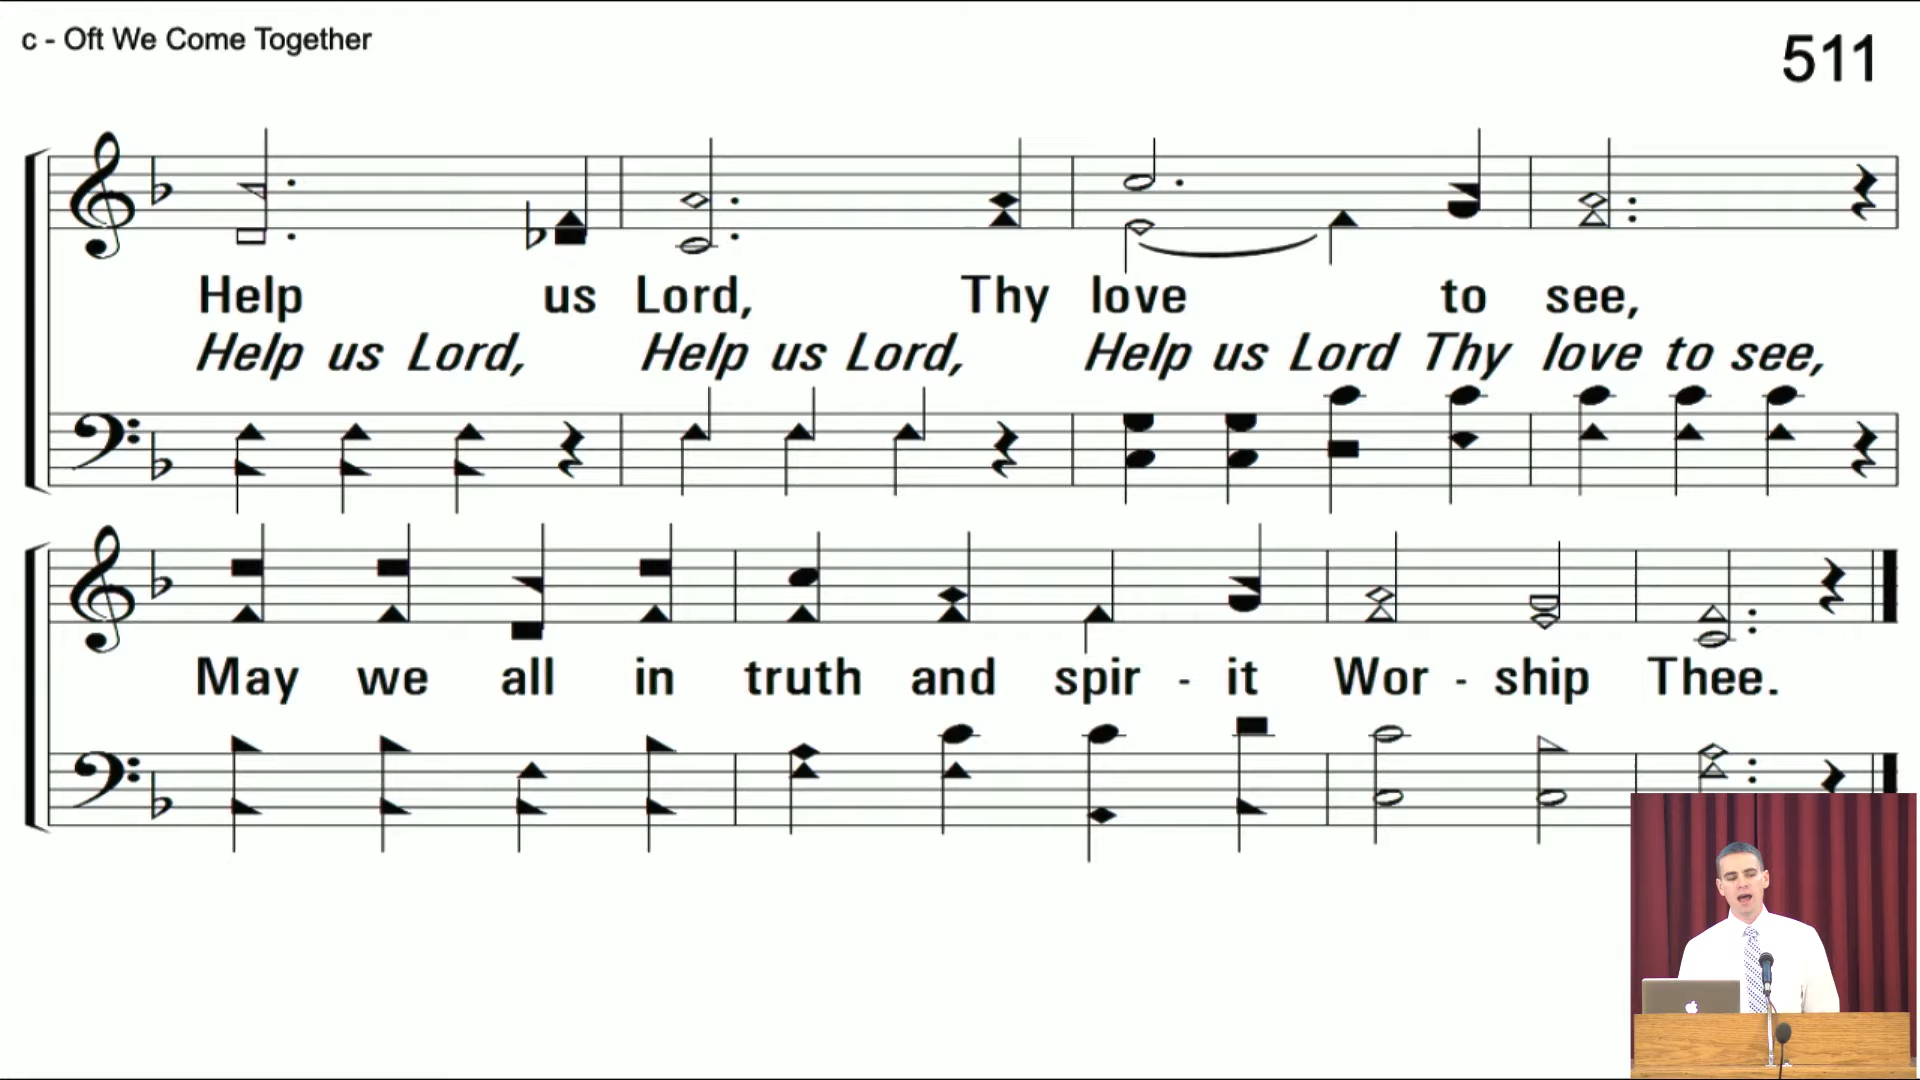 c - Oft We Come Together
511
Help us Lord, Thy love to see,
Help us Lord, Help us Lord, Help us Lord Thy love to see,
May we all in truth and spir - it Wor - ship Thee.